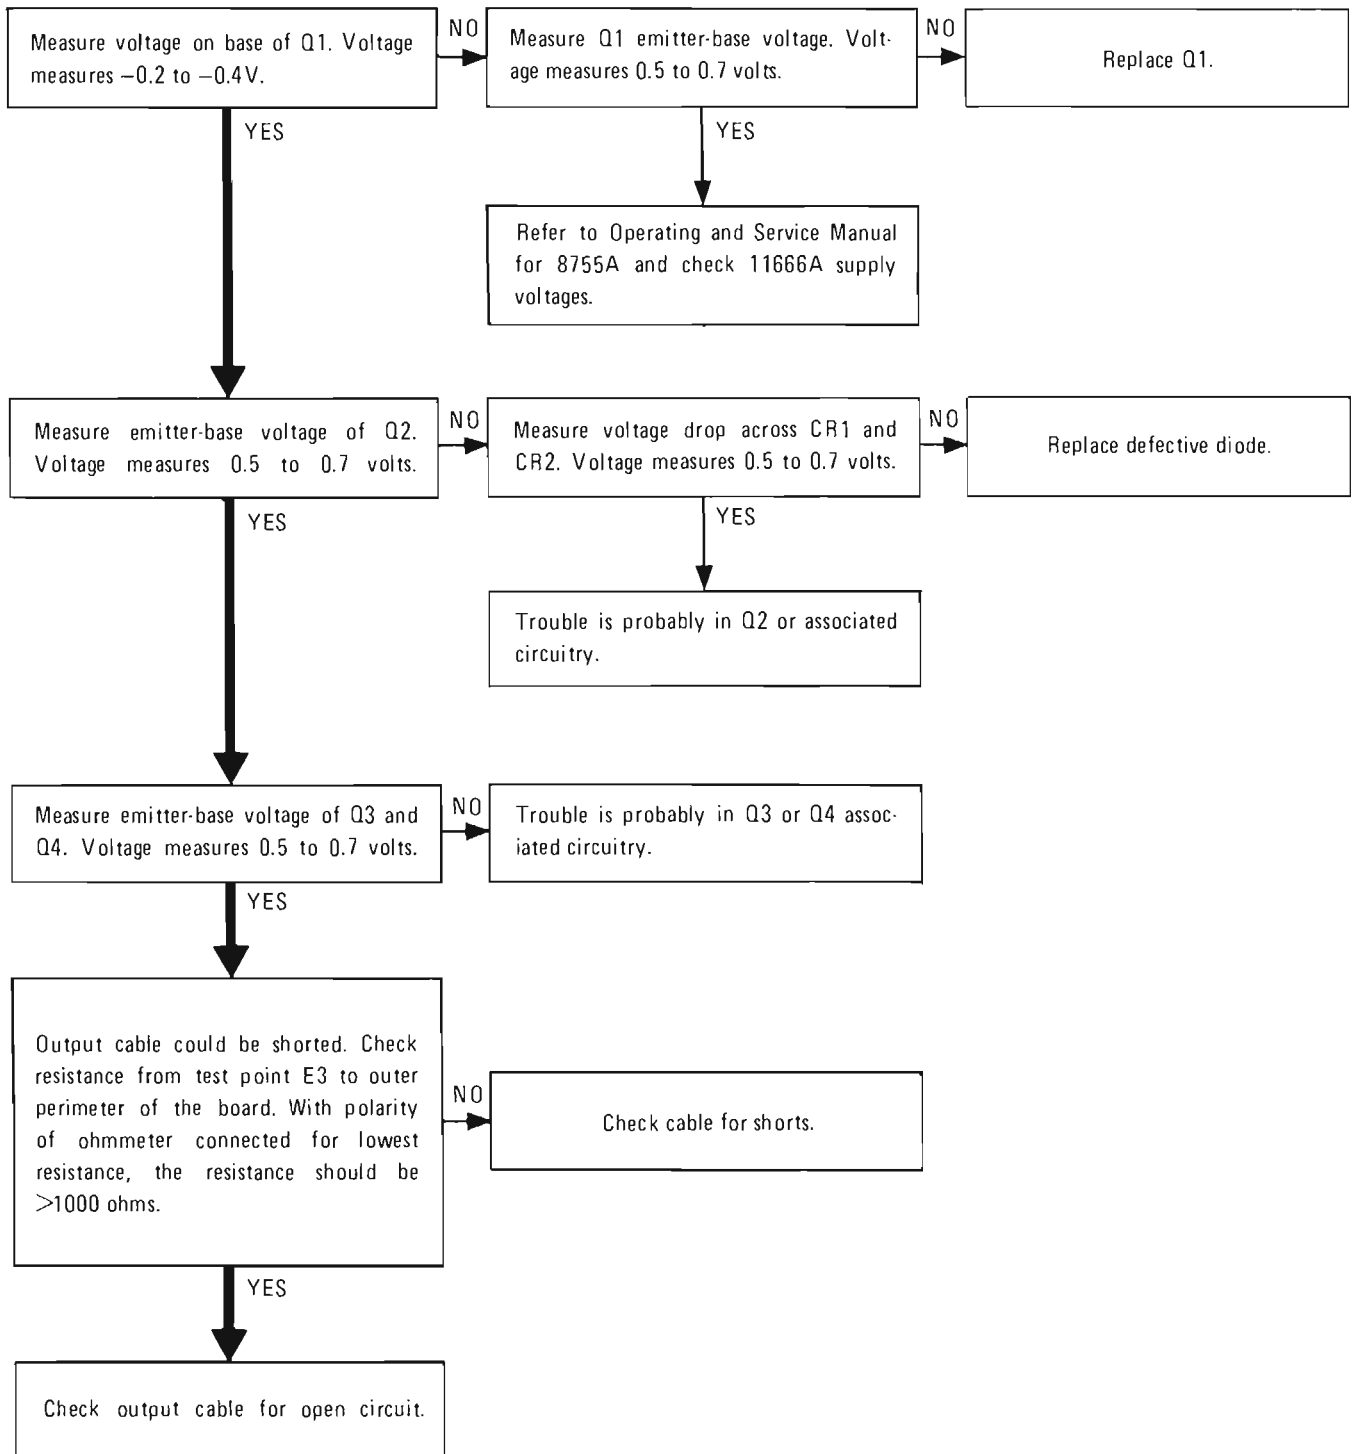 Measure voltage on base of Q1. Voltage
measures −0.2 to −0.4V.
NO
Measure Q1 emitter-base voltage. Volt-
age measures 0.5 to 0.7 volts.
NO
Replace Q1.
YES
YES
Refer to Operating and Service Manual
for 8755A and check 11666A supply
voltages.
Measure emitter-base voltage of Q2.
Voltage measures 0.5 to 0.7 volts.
NO
Measure voltage drop across CR1 and
CR2. Voltage measures 0.5 to 0.7 volts.
NO
Replace defective diode.
YES
YES
Trouble is probably in Q2 or associated
circuitry.
Measure emitter-base voltage of Q3 and
Q4. Voltage measures 0.5 to 0.7 volts.
NO
Trouble is probably in Q3 or Q4 assoc-
iated circuitry.
YES
Output cable could be shorted. Check
resistance from test point E3 to outer
perimeter of the board. With polarity
of ohmmeter connected for lowest
resistance, the resistance should be
>1000 ohms.
NO
Check cable for shorts.
YES
Check output cable for open circuit.